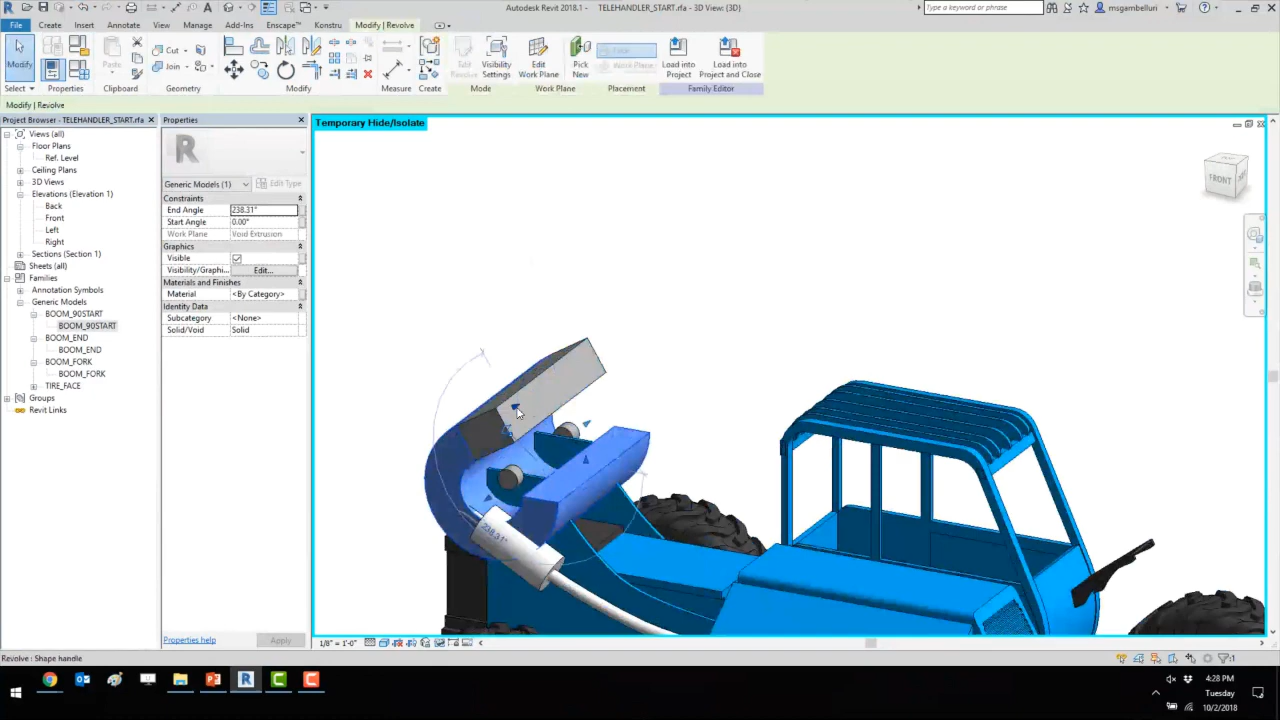 Autodesk Revit 2018.1 - TELEHANDLER_START.rfa - 3D View: {3D}
Type a keyword or phrase
msgambelluri
File
Create
Insert
Annotate
View
Manage
Add-Ins
Enscape™
Konstru
Modify | Revolve
Modify
Paste
Cut
Join
Edit
Revolve
Visibility
Settings
Edit
Work Plane
Pick
New
Face
Work Plane
Load into
Project
Load into
Project and Close
Select
Properties
Clipboard
Geometry
Modify
Measure
Create
Mode
Work Plane
Placement
Family Editor
Modify | Revolve
Project Browser - TELEHANDLER_START.rfa
Views (all)
Floor Plans
Ref. Level
Ceiling Plans
3D Views
Elevations (Elevation 1)
Back
Front
Left
Right
Sections (Section 1)
Sheets (all)
Families
Annotation Symbols
Generic Models
BOOM_90START
BOOM_90START
BOOM_END
BOOM_END
BOOM_FORK
BOOM_FORK
TIRE_FACE
Groups
Revit Links
Properties
R
Generic Models (1)
Edit Type
Constraints
End Angle 238.31°
Start Angle 0.00°
Work Plane Void Extrusion
Graphics
Visible
Visibility/Graphi... Edit...
Materials and Finishes
Material <By Category>
Identity Data
Subcategory <None>
Solid/Void Solid
Properties help
Apply
Temporary Hide/Isolate
FRONT
238.31°
1/8" = 1'-0"
Revolve : Shape handle
:1
4:28 PM
Tuesday
10/2/2018